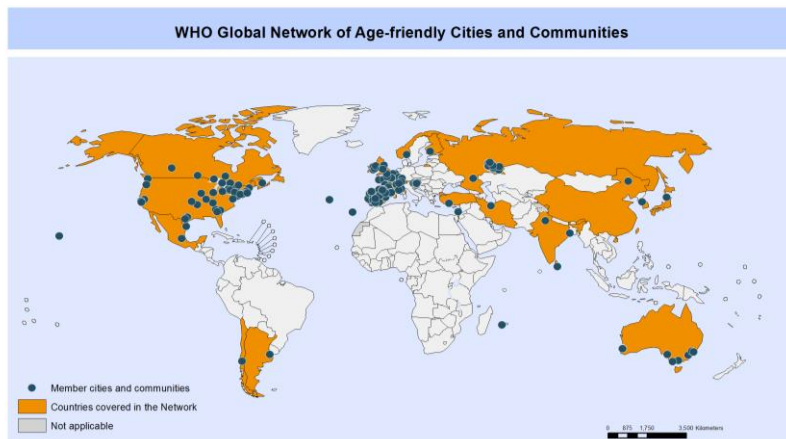 WHO Global Network of Age-friendly Cities and Communities
Member cities and communities
Countries covered in the Network
Not applicable
0 875 1,750 3,500 Kilometers